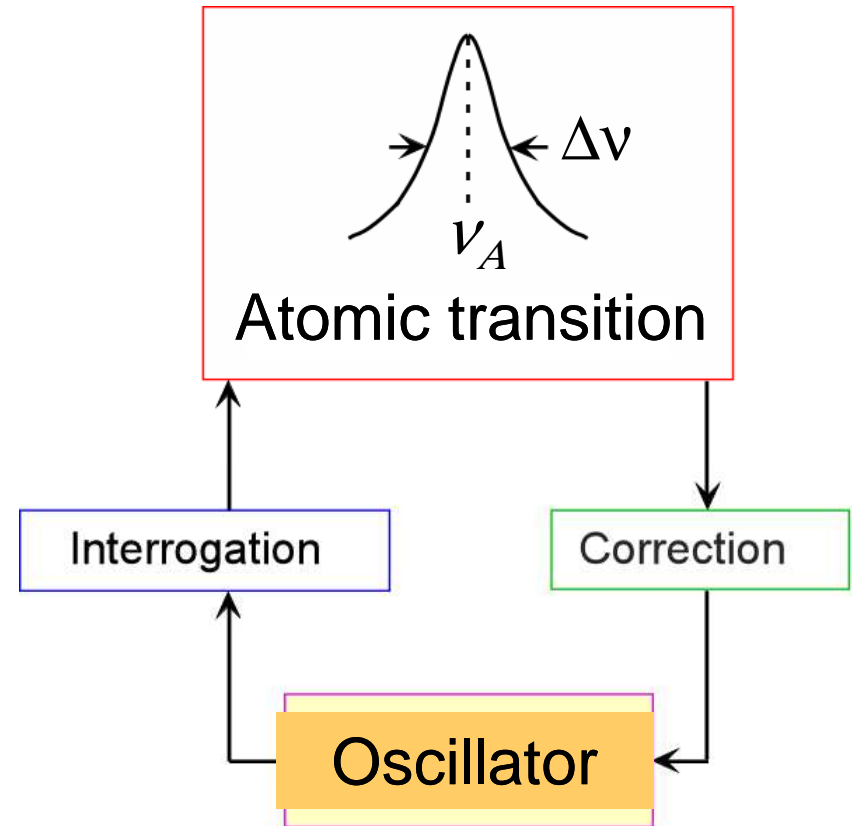 Δν
ν_A
Atomic transition
Interrogation
Correction
Oscillator